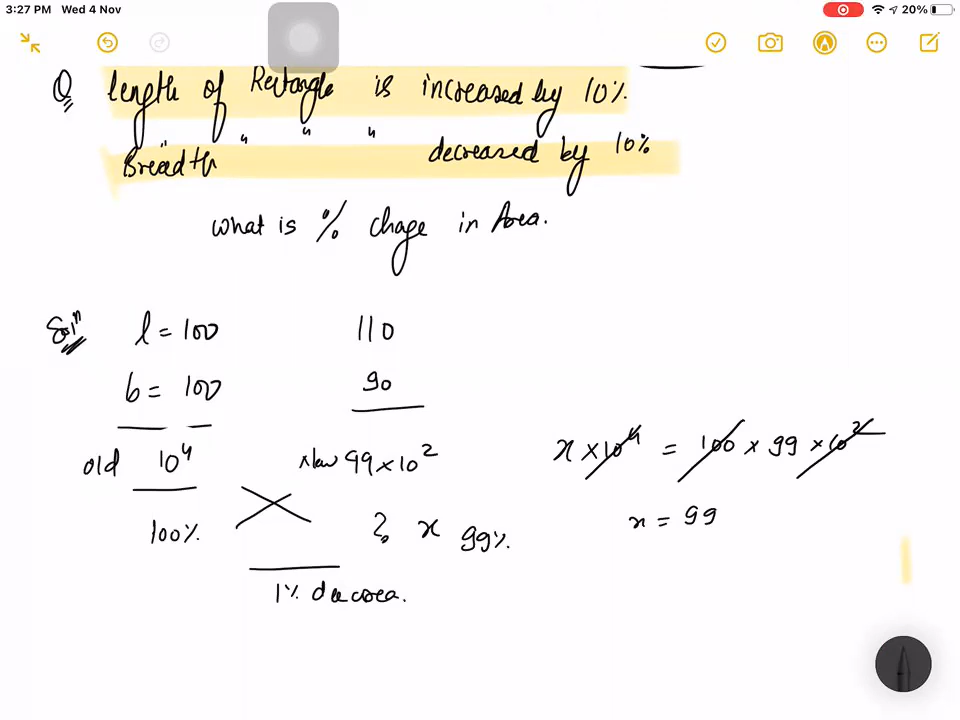 3:27 PM Wed 4 Nov 20%
Q length of Rectangle is increased by 10%.
" " " "
Breadth decreased by 10%
what is % chage in Area.
Solⁿ l = 100 110
b = 100 90
old 10⁴ New 99 × 10²
x × 10⁴ = 100 × 99 × 10²
100%. ? x 99%.
x = 99
1% decrea.